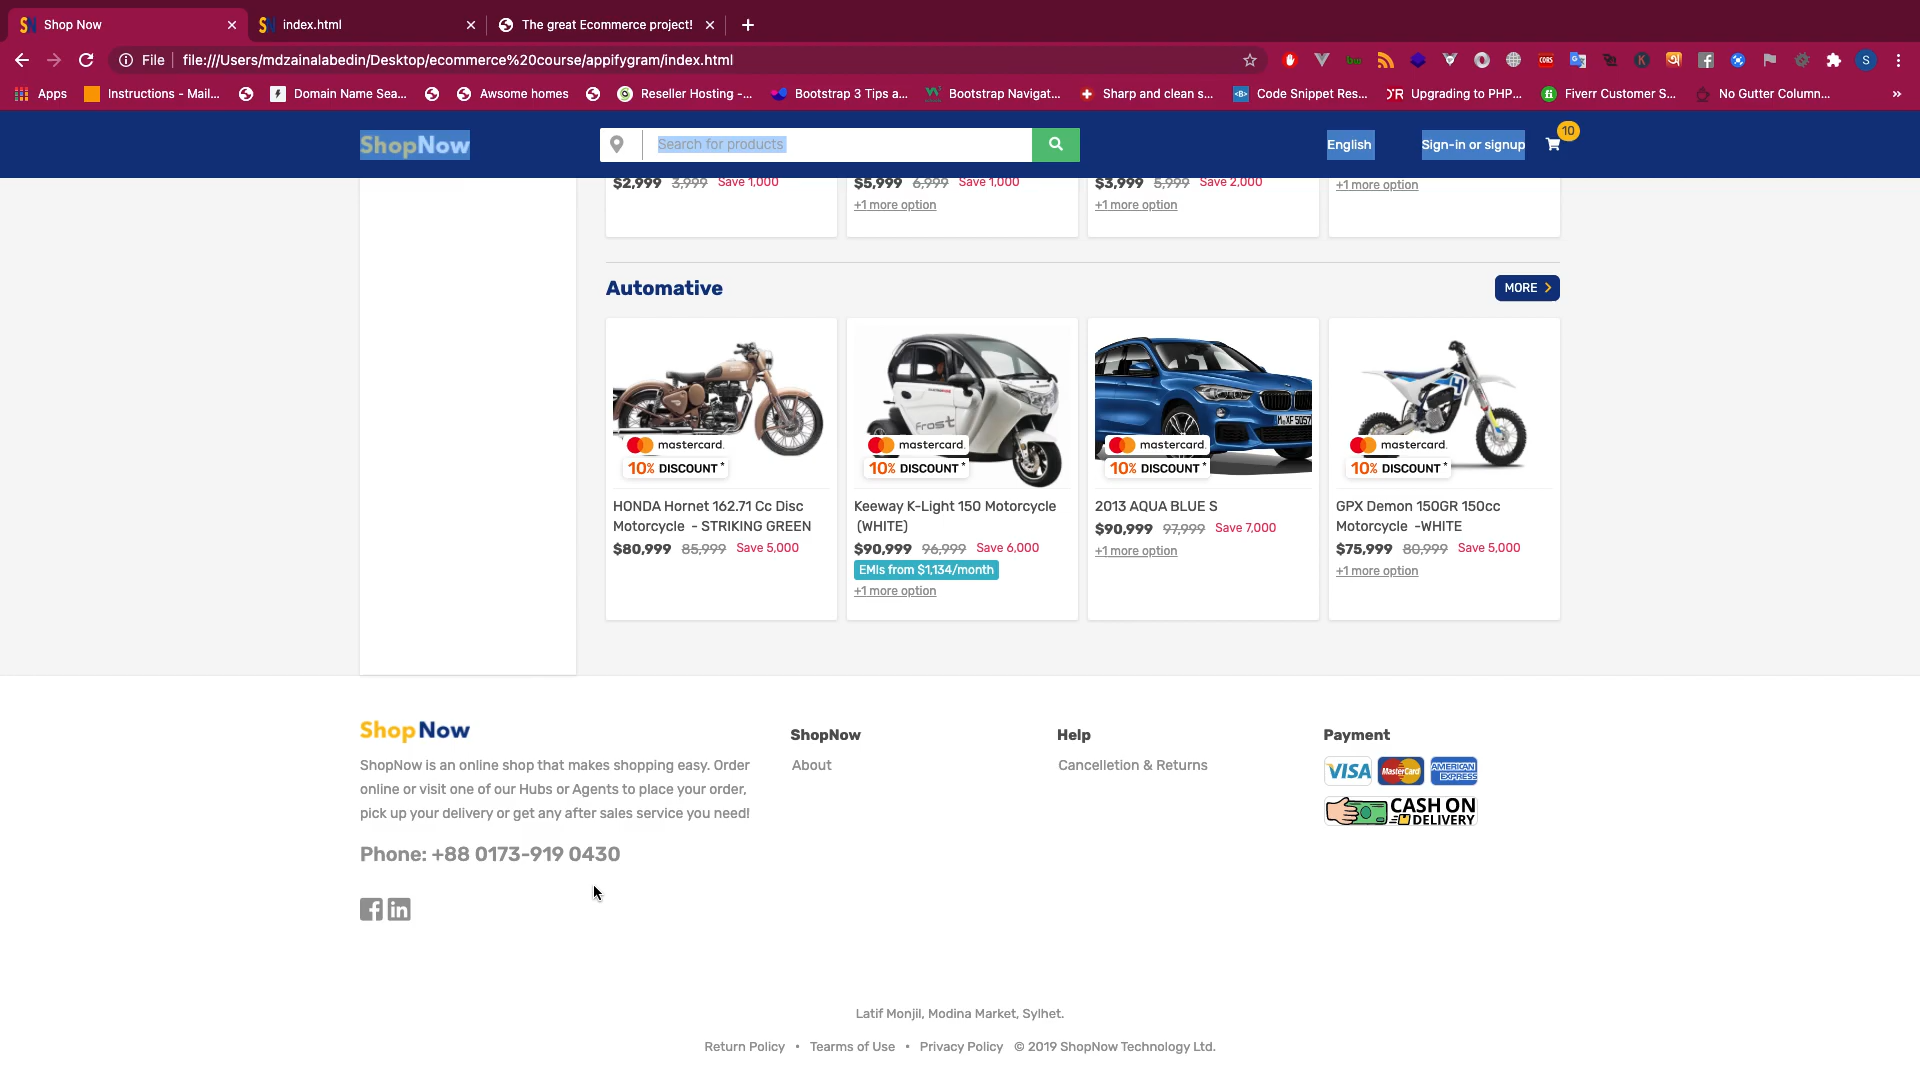 Shop Now
index.html
The great Ecommerce project!
File
file:///Users/mdzainalabedin/Desktop/ecommerce%20course/appifygram/index.html
Apps
Instructions - Mail...
Domain Name Sea...
Awsome homes
Reseller Hosting -...
Bootstrap 3 Tips a...
Bootstrap Navigat...
Sharp and clean s...
Code Snippet Res...
Upgrading to PHP...
Fiverr Customer S...
No Gutter Column...
ShopNow
Search for products
English
Sign-in or signup
10
$2,999 3,999 Save 1,000
$5,999 6,999 Save 1,000
+1 more option
$3,999 5,999 Save 2,000
+1 more option
+1 more option
Automative
MORE
mastercard.
10% DISCOUNT*
HONDA Hornet 162.71 Cc Disc
Motorcycle - STRIKING GREEN
$80,999 85,999 Save 5,000
frost
mastercard.
10% DISCOUNT*
Keeway K-Light 150 Motorcycle
(WHITE)
$90,999 96,999 Save 6,000
EMIs from $1,134/month
+1 more option
mastercard.
10% DISCOUNT*
2013 AQUA BLUE S
$90,999 97,999 Save 7,000
+1 more option
mastercard.
10% DISCOUNT*
GPX Demon 150GR 150cc
Motorcycle -WHITE
$75,999 80,999 Save 5,000
+1 more option
ShopNow
ShopNow is an online shop that makes shopping easy. Order
online or visit one of our Hubs or Agents to place your order,
pick up your delivery or get any after sales service you need!
Phone: +88 0173-919 0430
ShopNow
About
Help
Cancelletion & Returns
Payment
VISA
MasterCard
AMERICAN
EXPRESS
CASH ON
DELIVERY
Latif Monjil, Modina Market, Sylhet.
Return Policy • Tearms of Use • Privacy Policy © 2019 ShopNow Technology Ltd.